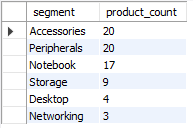 segment product_count
Accessories 20
Peripherals 20
Notebook 17
Storage 9
Desktop 4
Networking 3